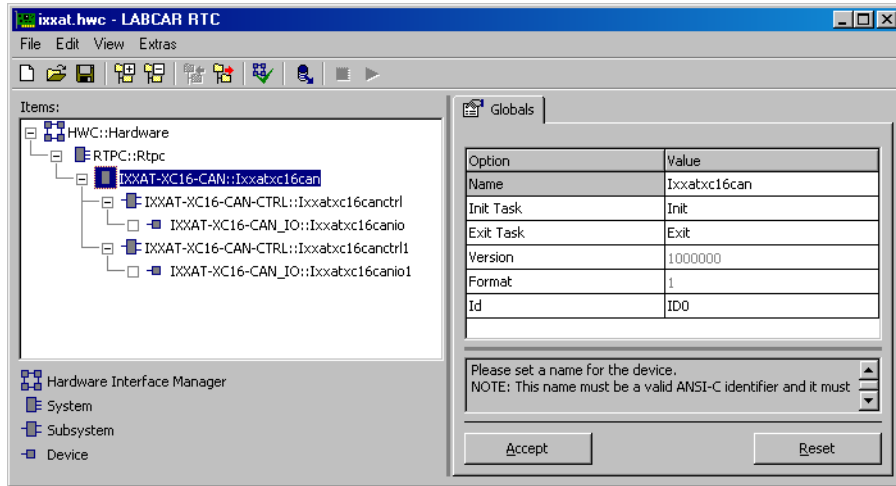 ixxat.hwc - LABCAR RTC
File Edit View Extras
Items:
HWC::Hardware
RTPC::Rtpc
IXXAT-XC16-CAN::Ixxatxc16can
IXXAT-XC16-CAN-CTRL::Ixxatxc16canctrl
IXXAT-XC16-CAN_IO::Ixxatxc16canio
IXXAT-XC16-CAN-CTRL::Ixxatxc16canctrl1
IXXAT-XC16-CAN_IO::Ixxatxc16canio1
Hardware Interface Manager
System
Subsystem
Device
Globals
Option Value
Name Ixxatxc16can
Init Task Init
Exit Task Exit
Version 1000000
Format 1
Id ID0
Please set a name for the device.
NOTE: This name must be a valid ANSI-C identifier and it must
Accept Reset